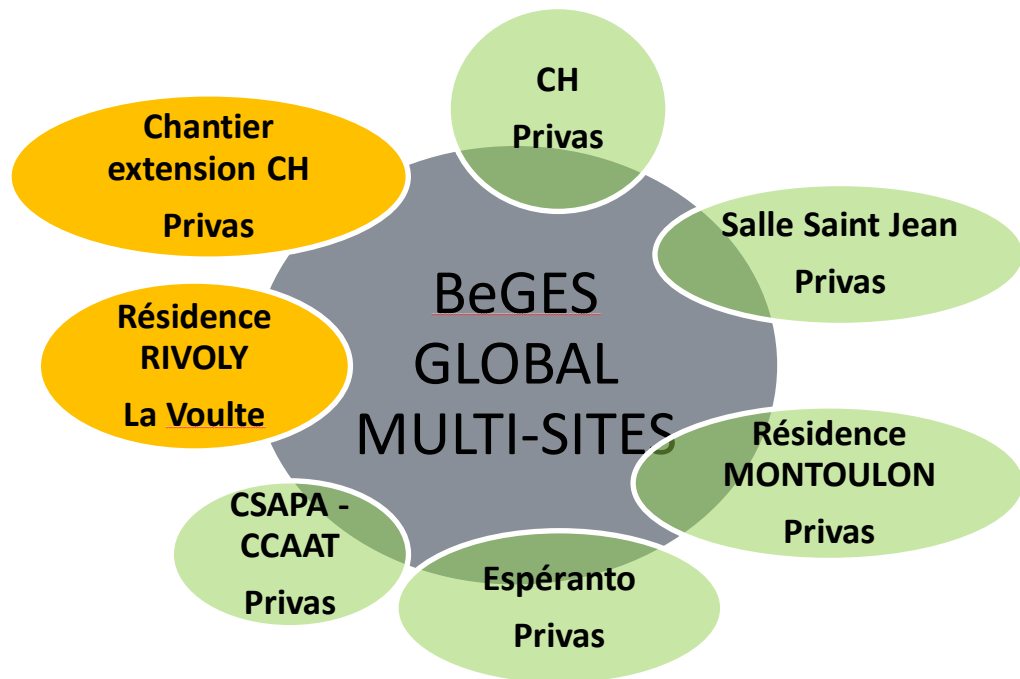 CH
Privas
Chantier
extension CH
Privas
Salle Saint Jean
Privas
BeGES
GLOBAL
MULTI-SITES
Résidence
RIVOLY
La Voulte
Résidence
MONTOULON
Privas
CSAPA -
CCAAT
Privas
Espéranto
Privas